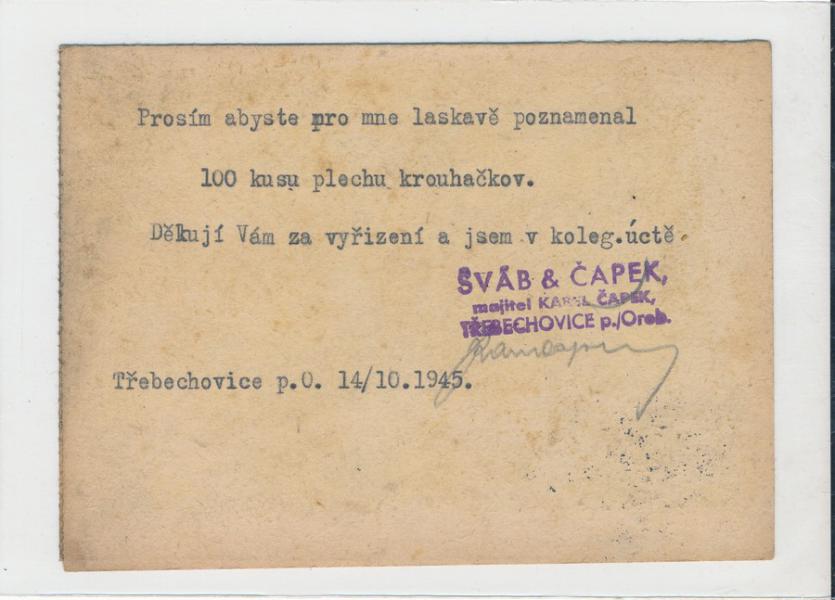 Prosím abyste pro mne laskavě poznamenal
100 kusu plechu krouhačkov.
Děkují Vám za vyřizení a jsem v koleg.úctě
ŠVÁB & ČAPEK,
majitel KAREL ČAPEK,
TŘEBECHOVICE p./Oreb.
Třebechovice p.O. 14/10.1945.